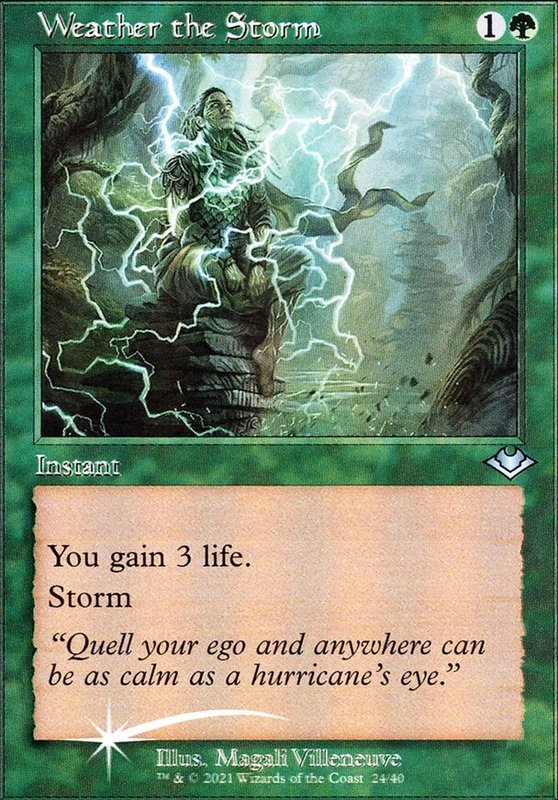 Weather the Storm 1
Instant
You gain 3 life.
Storm
“Quell your ego and anywhere can
be as calm as a hurricane’s eye.”
Illus. Magali Villeneuve
™ & © 2021 Wizards of the Coast 24/40